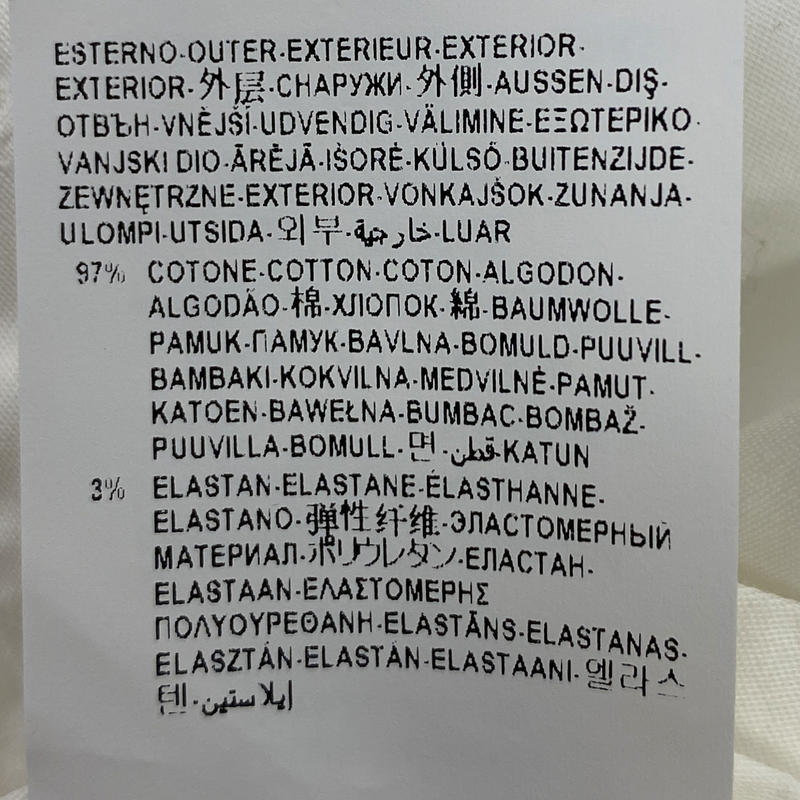 ESTERNO·OUTER·EXTERIEUR·EXTERIOR·
EXTERIOR·外层·СНАРУЖИ·外側·AUSSEN·DIŞ·
ОТВЪН·VNĚJŠÍ·UDVENDIG·VÄLIMINE·ΕΞΩΤΕΡΙΚΟ·
VANJSKI DIO·ĀRĒJĀ·IŠORĖ·KÜLSŐ·BUITENZIJDE·
ZEWNĘTRZNE·EXTERIOR·VONKAJŠOK·ZUNANJA·
ULOMPI·UTSIDA·외부·خارجية·LUAR
97% COTONE·COTTON·COTON·ALGODON·
ALGODÃO·棉·ХЛОПОК·綿·BAUMWOLLE·
PAMUK·ПАМУК·BAVLNA·BOMULD·PUUVILL·
BAMBAKI·KOKVILNA·MEDVILNĖ·PAMUT·
KATOEN·BAWEŁNA·BUMBAC·BOMBAŽ·
PUUVILLA·BOMULL·면·قطن·KATUN
3% ELASTAN·ELASTANE·ÉLASTHANNE·
ELASTANO·弹性纤维·ЭЛАСТОМЕРНЫЙ
МАТЕРИАЛ·ポリウレタン·ЕЛАСТАН·
ELASTAAN·ΕΛΑΣΤΟΜΕΡΗΣ
ΠΟΛΥΟΥΡΕΘΑΝΗ·ELASTĀNS·ELASTANAS·
ELASZTÁN·ELASTÁN·ELASTAANI·엘라스
텐·ايلاستين